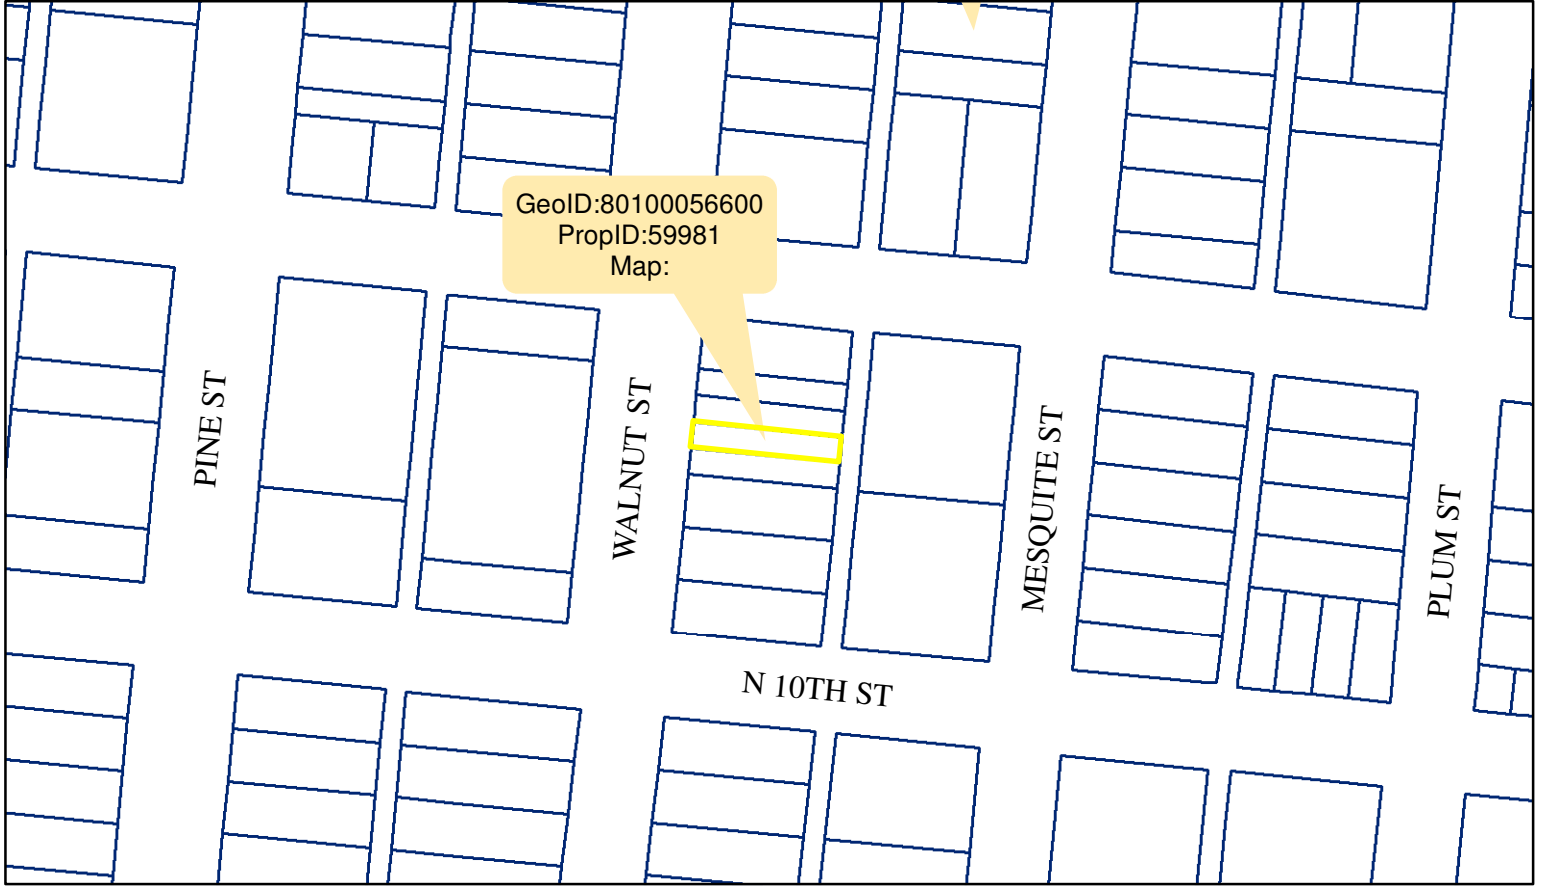 GeoID:80100056600
PropID:59981
Map:
PINE ST
WALNUT ST
MESQUITE ST
PLUM ST
N 10TH ST